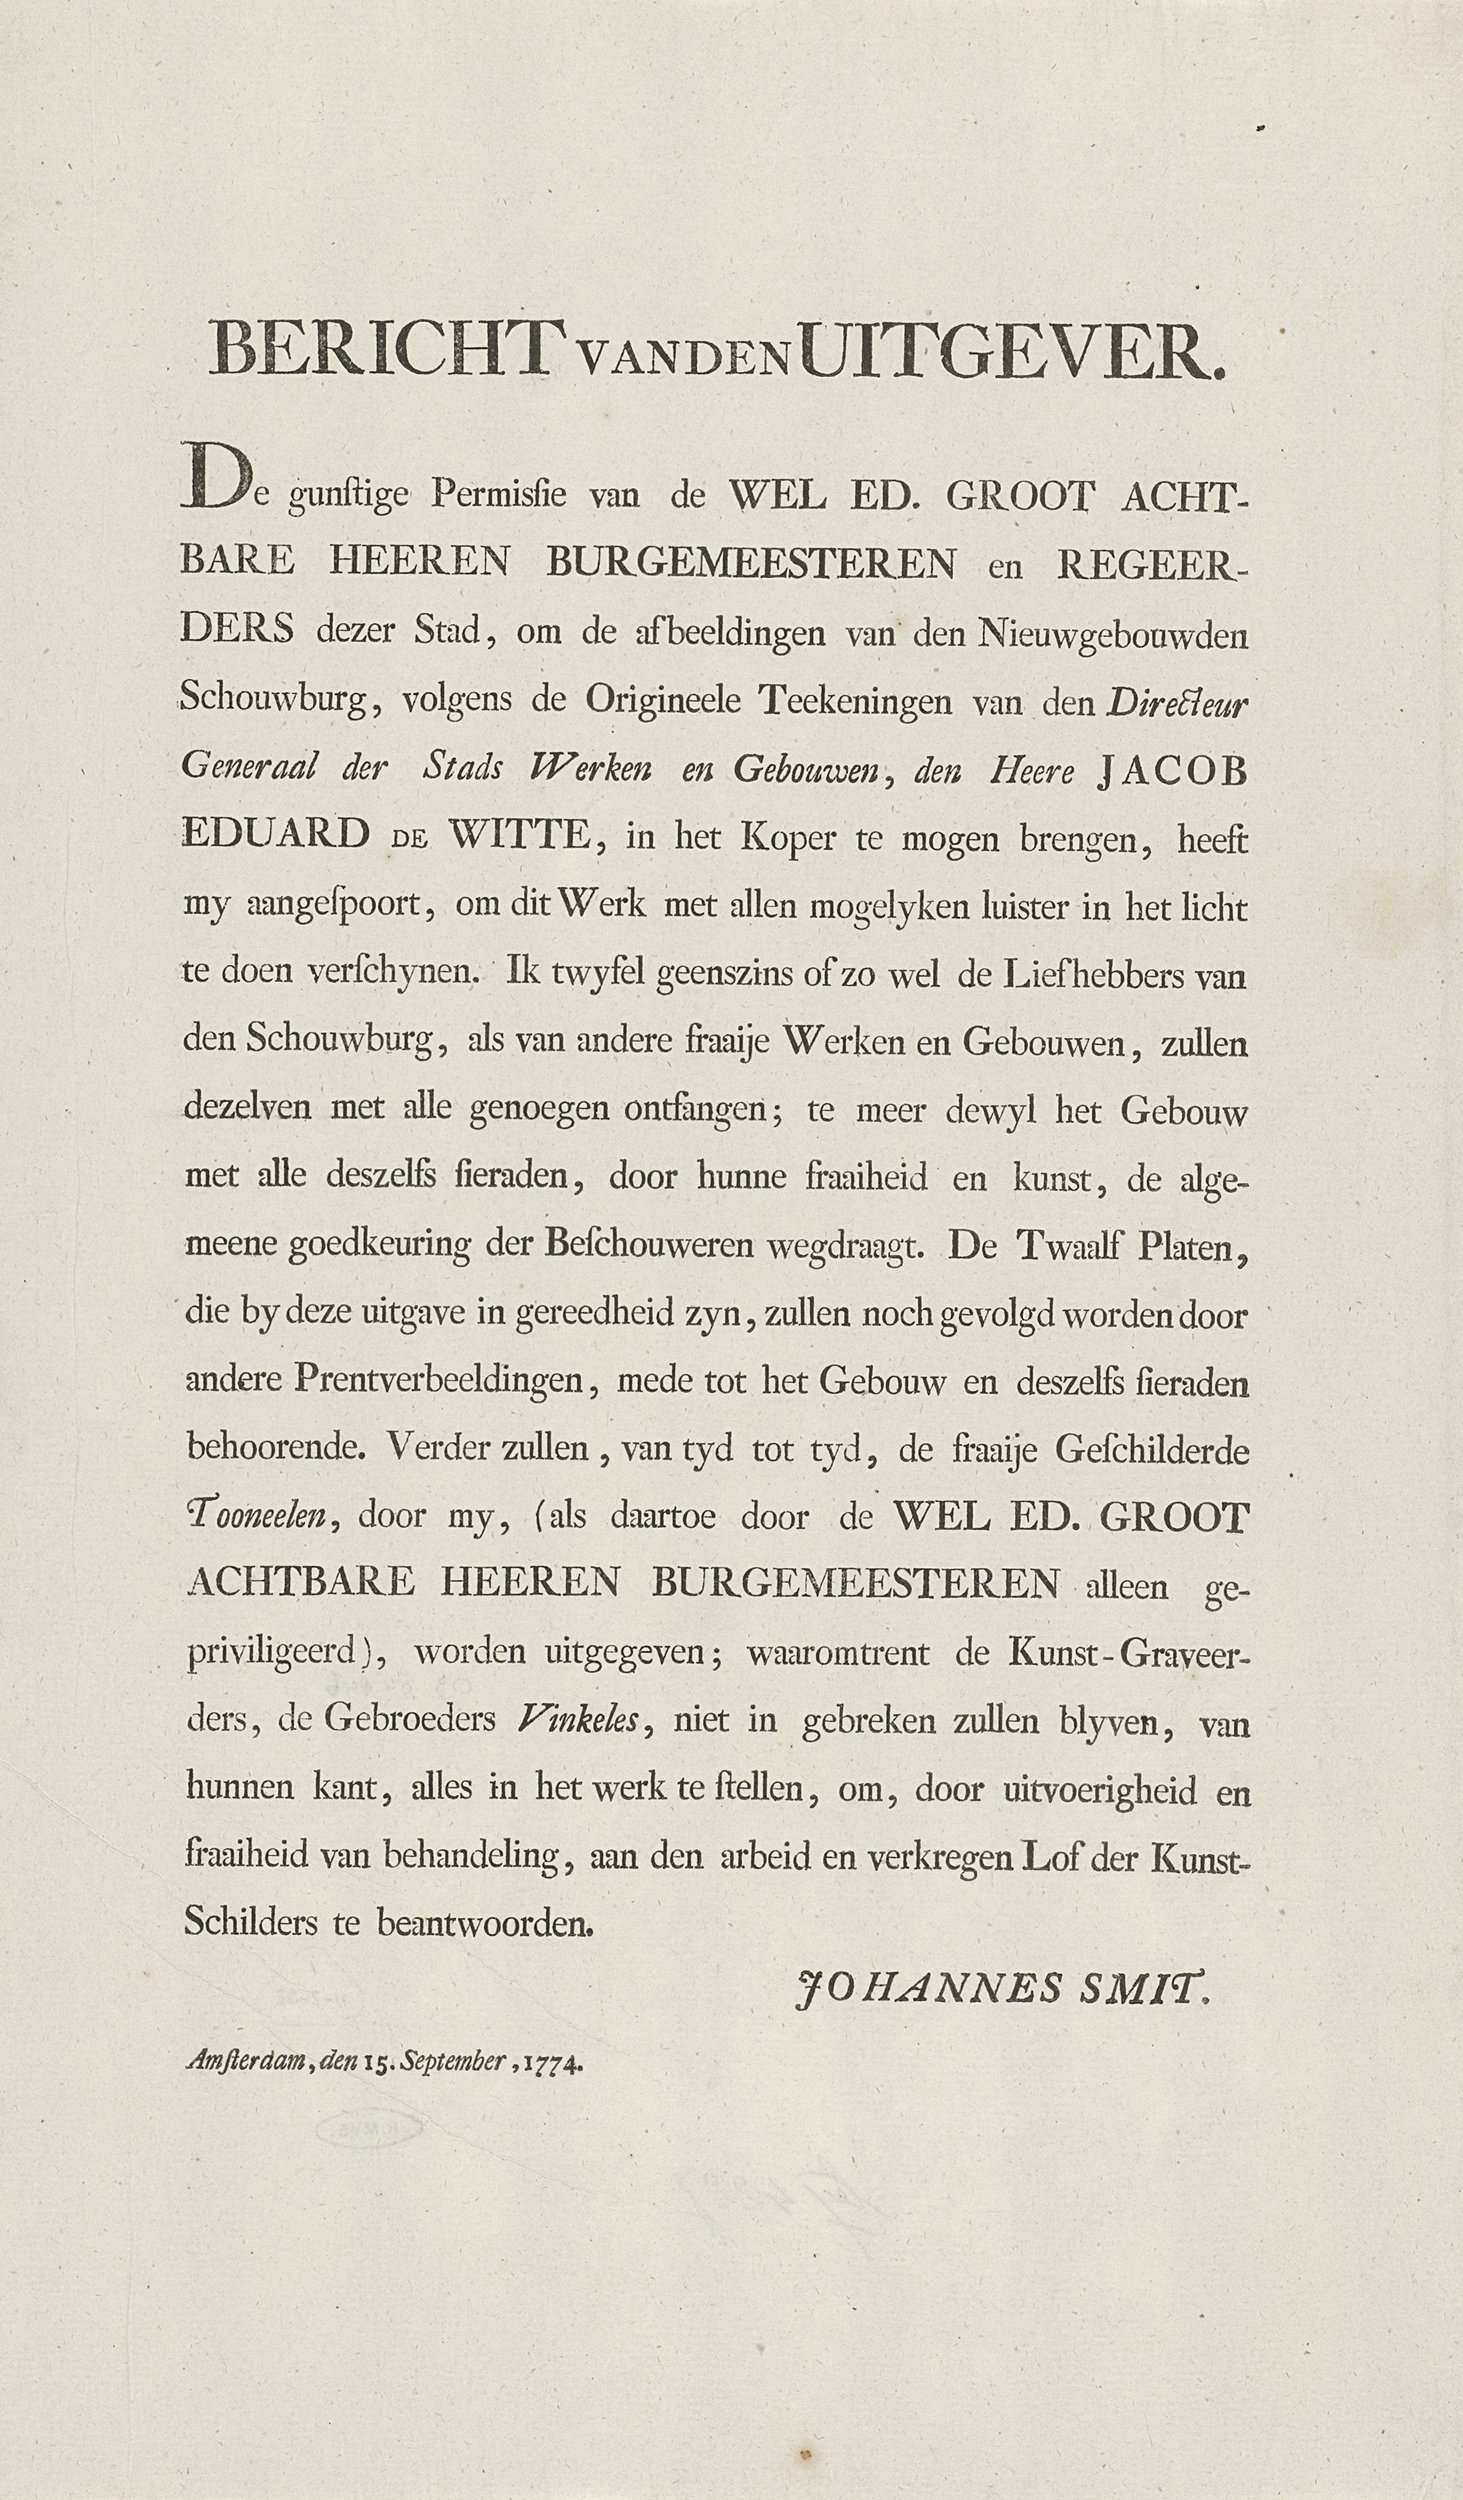 BERICHT VAN DEN UITGEVER.
De gunſtige Permisſie van de WEL ED. GROOT ACHT-
BARE HEEREN BURGEMEESTEREN en REGEER-
DERS dezer Stad, om de afbeeldingen van den Nieuwgebouwden
Schouwburg, volgens de Origineele Teekeningen van den Directeur
Generaal der Stads Werken en Gebouwen, den Heere JACOB
EDUARD DE WITTE, in het Koper te mogen brengen, heeft
my aangeſpoort, om dit Werk met allen mogelyken luister in het licht
te doen verſchynen. Ik twyfel geenszins of zo wel de Liefhebbers van
den Schouwburg, als van andere fraaije Werken en Gebouwen, zullen
dezelven met alle genoegen ontfangen; te meer dewyl het Gebouw
met alle deszelfs ſieraden, door hunne fraaiheid en kunst, de alge-
meene goedkeuring der Beſchouweren wegdraagt. De Twaalf Platen,
die by deze uitgave in gereedheid zyn, zullen noch gevolgd worden door
andere Prentverbeeldingen, mede tot het Gebouw en deszelfs ſieraden
behoorende. Verder zullen, van tyd tot tyd, de fraaije Geſchilderde
Tooneelen, door my, (als daartoe door de WEL ED. GROOT
ACHTBARE HEEREN BURGEMEESTEREN alleen ge-
priviligeerd), worden uitgegeven; waaromtrent de Kunst-Graveer-
ders, de Gebroeders Vinkeles, niet in gebreken zullen blyven, van
hunnen kant, alles in het werk te ſtellen, om, door uitvoerigheid en
fraaiheid van behandeling, aan den arbeid en verkregen Lof der Kunst-
Schilders te beantwoorden.
JOHANNES SMIT.
Amſterdam, den 15. September, 1774.